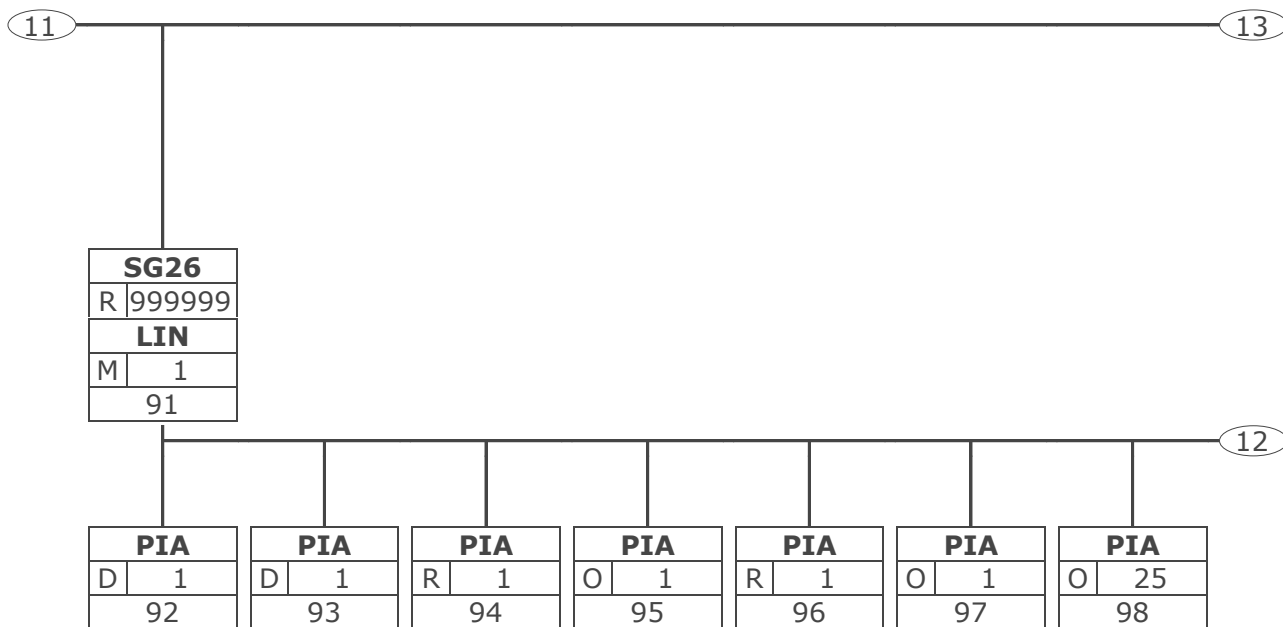 11 13
SG26
R 999999
LIN
M 1
91
12
PIA PIA PIA PIA PIA PIA PIA
D 1 D 1 R 1 O 1 R 1 O 1 O 25
92 93 94 95 96 97 98